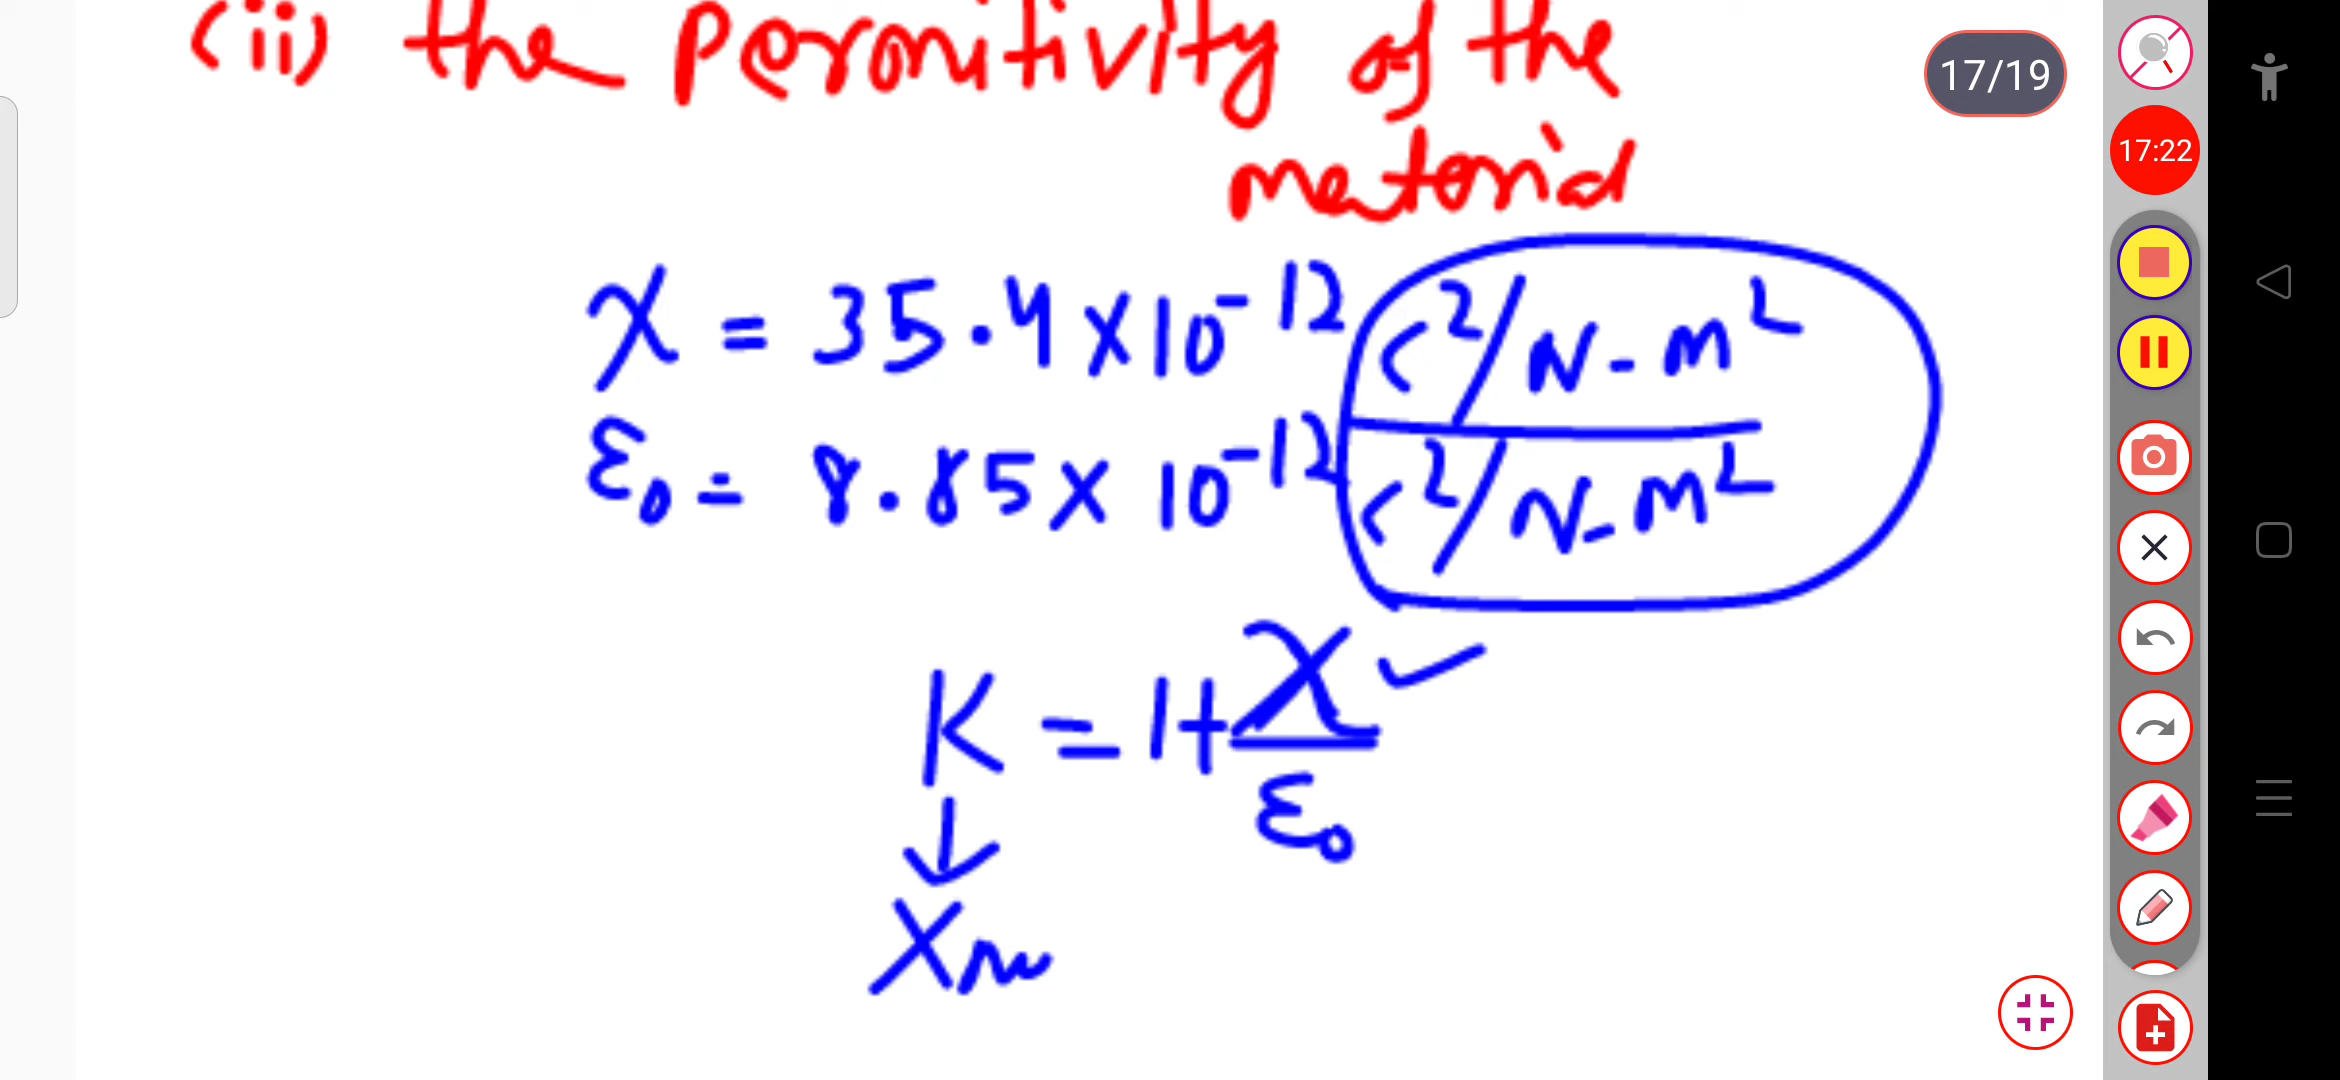 (ii) the permitivity of the
17/19
material
17:22
χ = 35.4 x 10⁻¹² C²/N-m²
ε₀ = 8.85 x 10⁻¹² C²/N-m²
K = 1 + χ/ε₀